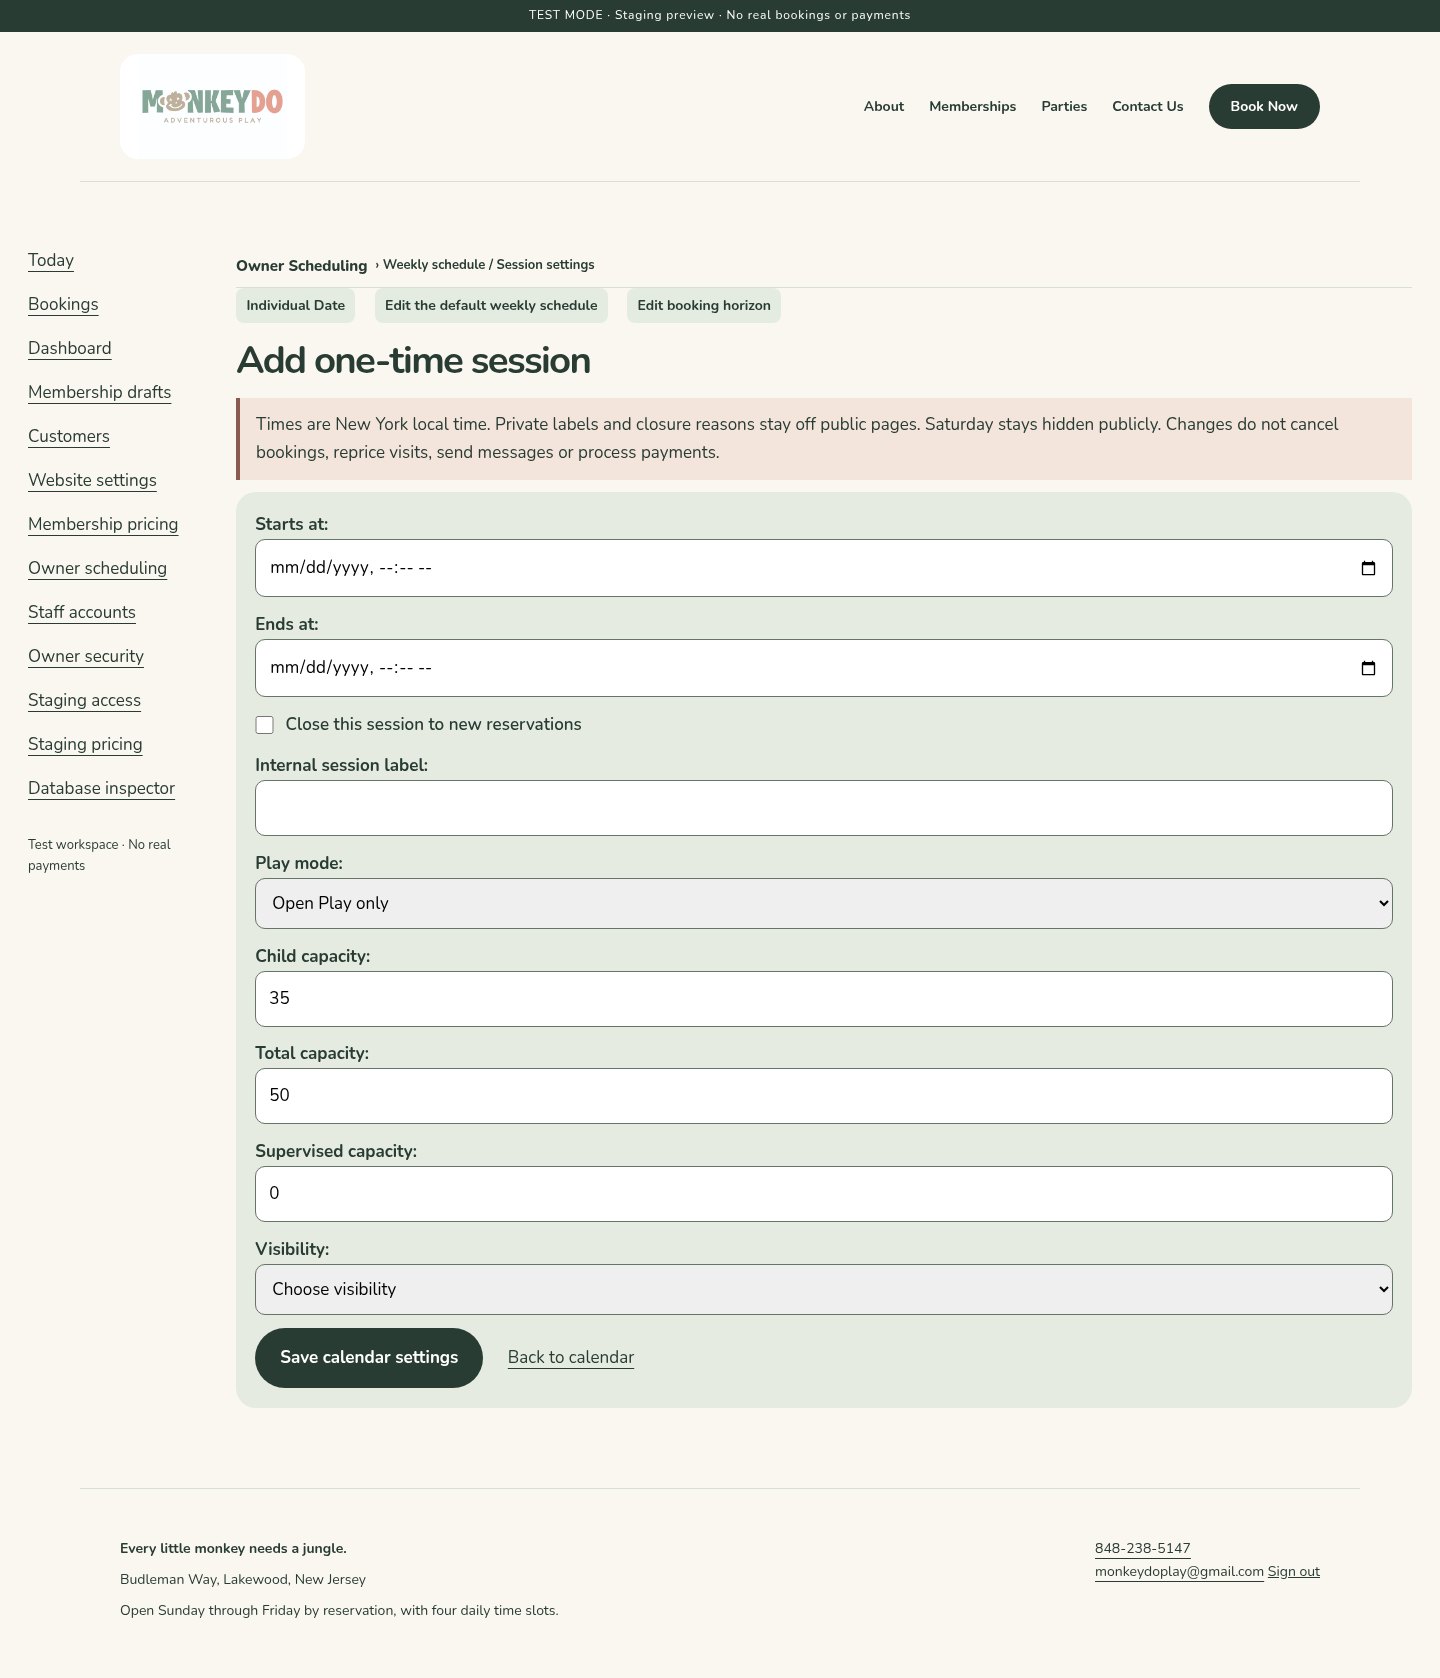 TEST MODE · Staging preview · No real bookings or payments
MONKEYDO
ADVENTUROUS PLAY
About
Memberships
Parties
Contact Us
Book Now
Today
Bookings
Dashboard
Membership drafts
Customers
Website settings
Membership pricing
Owner scheduling
Staff accounts
Owner security
Staging access
Staging pricing
Database inspector
Test workspace · No real
payments
Owner Scheduling › Weekly schedule / Session settings
Individual Date
Edit the default weekly schedule
Edit booking horizon
Add one-time session
Times are New York local time. Private labels and closure reasons stay off public pages. Saturday stays hidden publicly. Changes do not cancel
bookings, reprice visits, send messages or process payments.
Starts at:
mm/dd/yyyy, --:-- --
Ends at:
mm/dd/yyyy, --:-- --
Close this session to new reservations
Internal session label:
Play mode:
Open Play only
Child capacity:
35
Total capacity:
50
Supervised capacity:
0
Visibility:
Choose visibility
Save calendar settings
Back to calendar
Every little monkey needs a jungle.
Budleman Way, Lakewood, New Jersey
Open Sunday through Friday by reservation, with four daily time slots.
848-238-5147
monkeydoplay@gmail.com Sign out